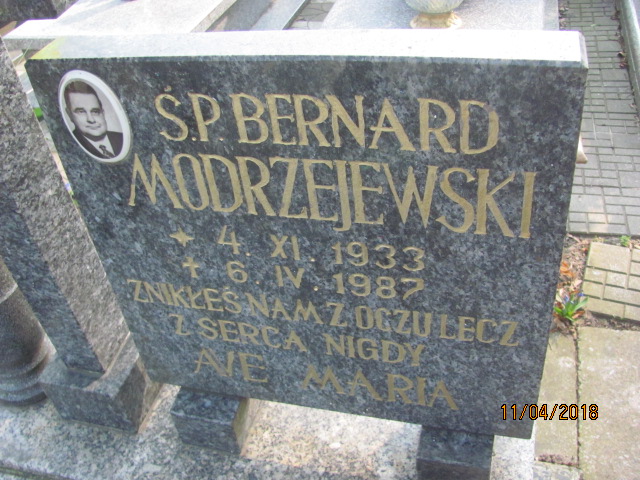 Ś.P. BERNARD
MODRZEJEWSKI
4. XI. 1933
6. IV 1987
ZNIKŁEŚ NAM Z OCZU LECZ
Z SERCA NIGDY
AVE MARIA
11/04/2018